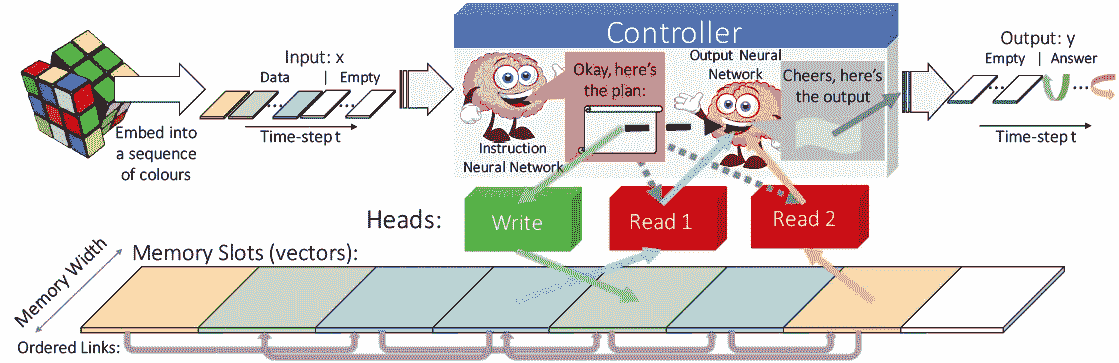 Controller
Input: x
Data | Empty
Time-step t
Embed into
a sequence
of colours
Okay, here's
the plan:
Instruction
Neural Network
Output Neural
Network
Cheers, here's
the output
Output: y
Empty | Answer
Time-step t
Heads:
Write
Read 1
Read 2
Memory Slots (vectors):
Memory Width
Ordered Links: